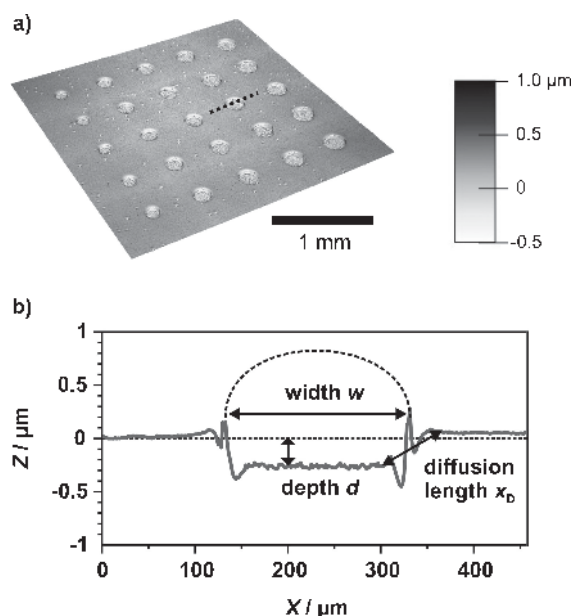 a)
1.0 μm
0.5
0
-0.5
1 mm
b)
1
0.5
0
-0.5
-1
Z / μm
width w
depth d
diffusion
length xD
0
100
200
300
400
X / μm